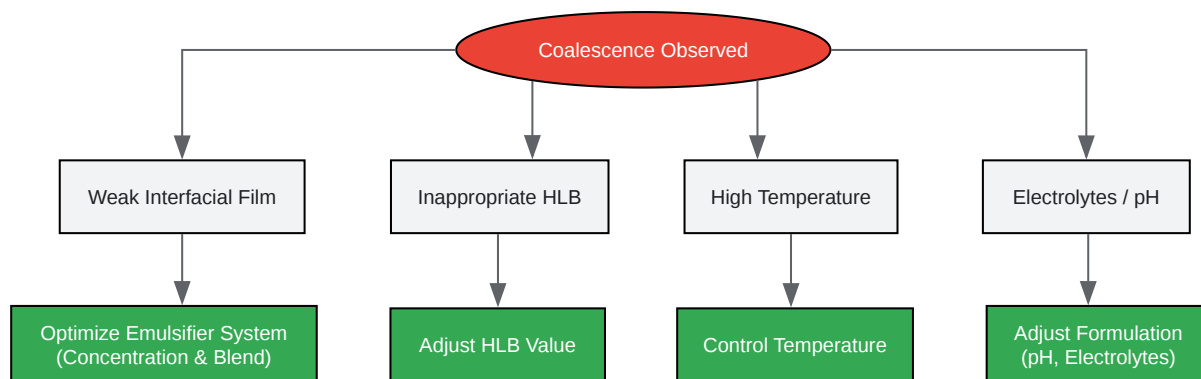 Coalescence Observed
Weak Interfacial Film
Inappropriate HLB
High Temperature
Electrolytes / pH
Optimize Emulsifier System
(Concentration & Blend)
Adjust HLB Value
Control Temperature
Adjust Formulation
(pH, Electrolytes)